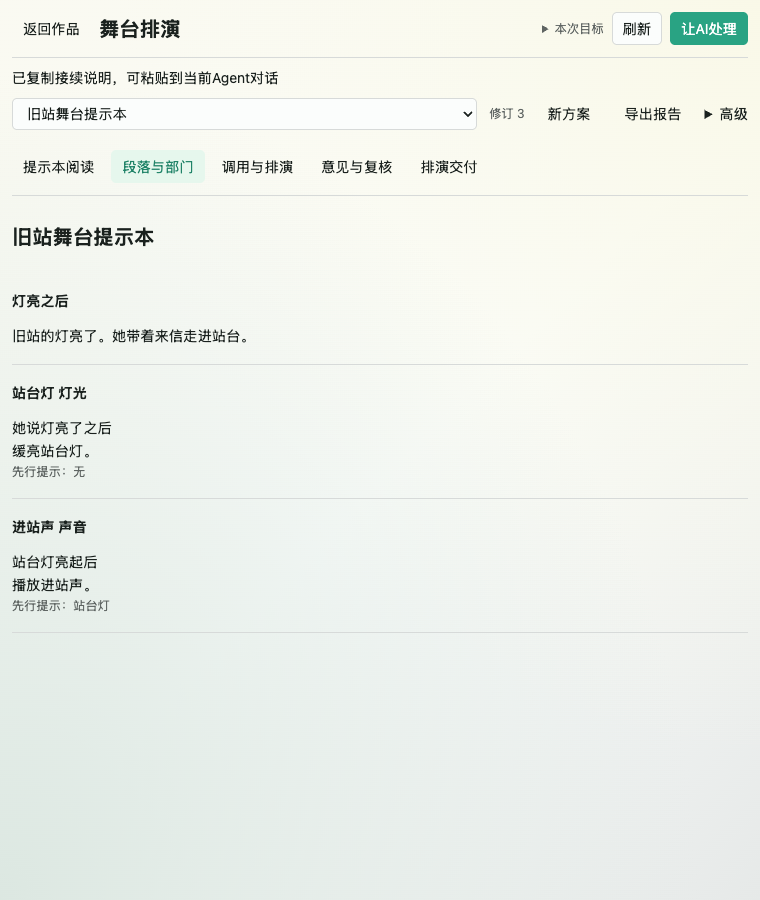 返回作品 舞台排演 ▶ 本次目标 刷新 让AI处理
已复制接续说明，可粘贴到当前Agent对话
旧站舞台提示本 修订 3 新方案 导出报告 ▶ 高级
提示本阅读 段落与部门 调用与排演 意见与复核 排演交付
旧站舞台提示本
灯亮之后
旧站的灯亮了。她带着来信走进站台。
站台灯 灯光
她说灯亮了之后
缓亮站台灯。
先行提示：无
进站声 声音
站台灯亮起后
播放进站声。
先行提示：站台灯